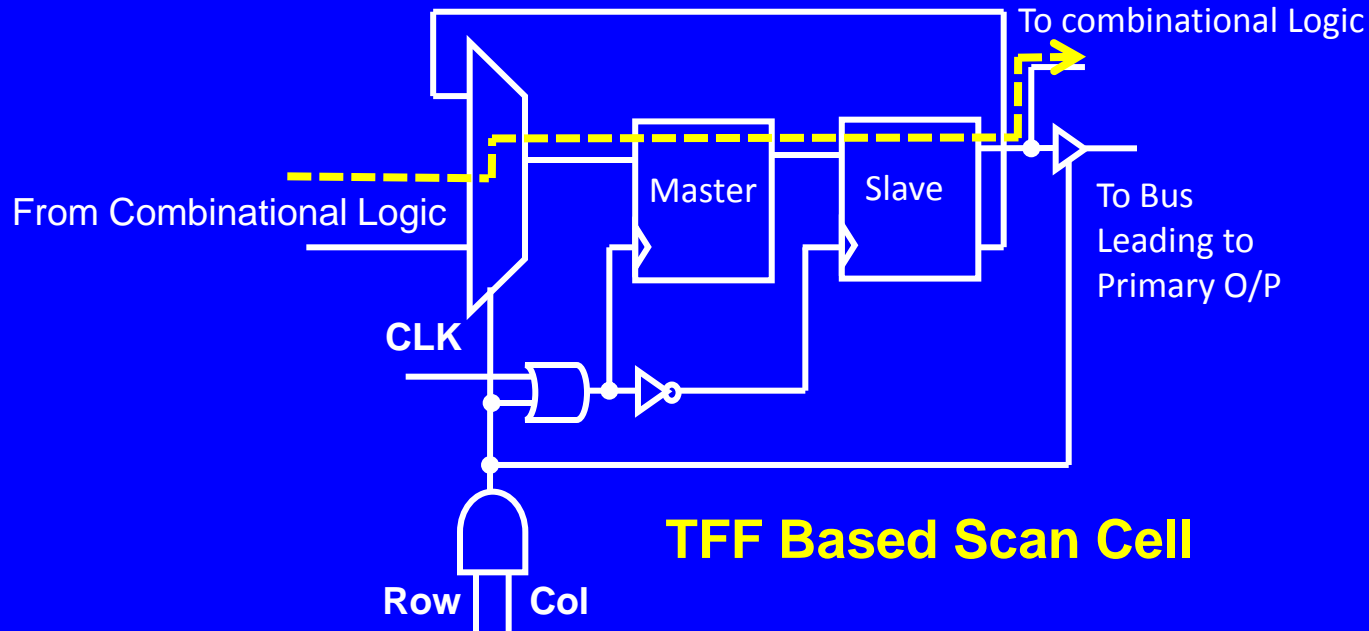 To combinational Logic
From Combinational Logic
Master
Slave
To Bus
Leading to
Primary O/P
CLK
TFF Based Scan Cell
Row
Col